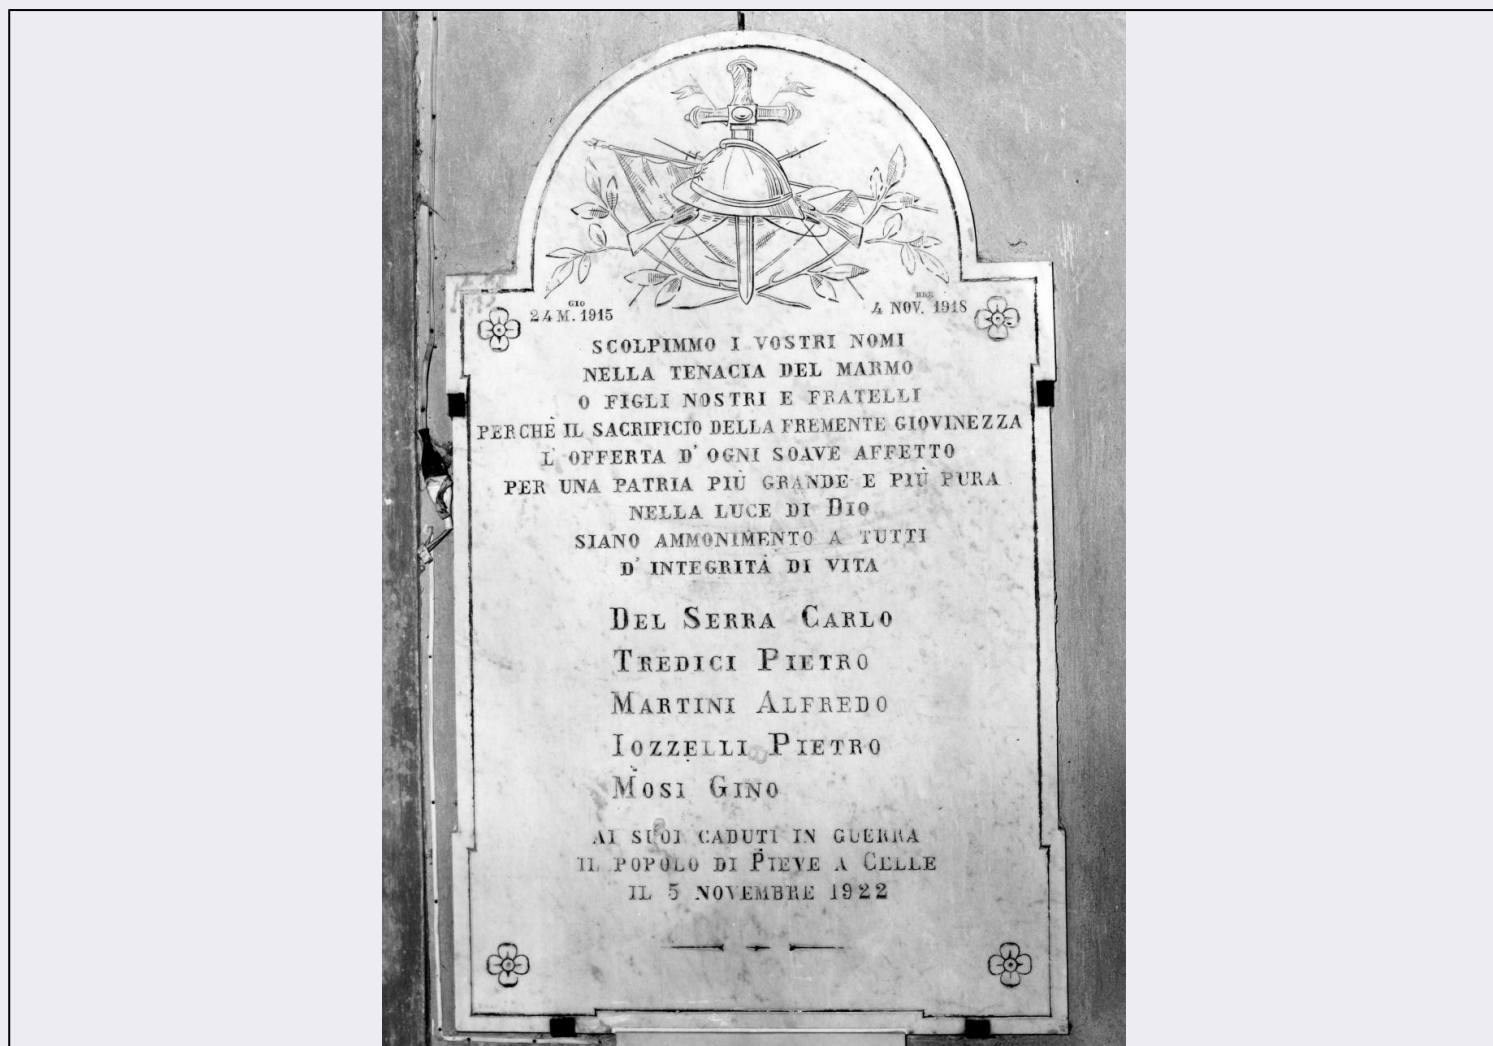 24 M.GIO 1915 4 NOV.BRE 1918
SCOLPIMMO I VOSTRI NOMI
NELLA TENACIA DEL MARMO
O FIGLI NOSTRI E FRATELLI
PERCHÈ IL SACRIFICIO DELLA FREMENTE GIOVINEZZA
L'OFFERTA D'OGNI SOAVE AFFETTO
PER UNA PATRIA PIÙ GRANDE E PIÙ PURA
NELLA LUCE DI DIO
SIANO AMMONIMENTO A TUTTI
D'INTEGRITÀ DI VITA
DEL SERRA CARLO
TREDICI PIETRO
MARTINI ALFREDO
IOZZELLI PIETRO
MOSI GINO
AI SUOI CADUTI IN GUERRA
IL POPOLO DI PIEVE A CELLE
IL 5 NOVEMBRE 1922